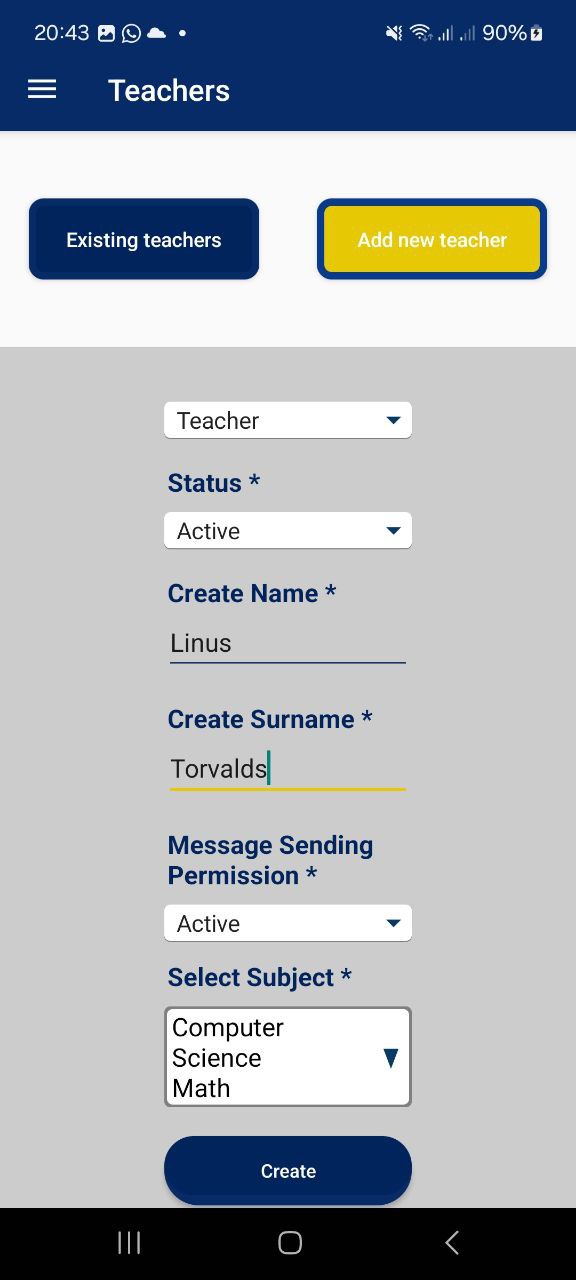 20:43
90%
Teachers
Existing teachers
Add new teacher
Teacher
Status *
Active
Create Name *
Linus
Create Surname *
Torvalds
Message Sending
Permission *
Active
Select Subject *
Computer
Science
Math
Create